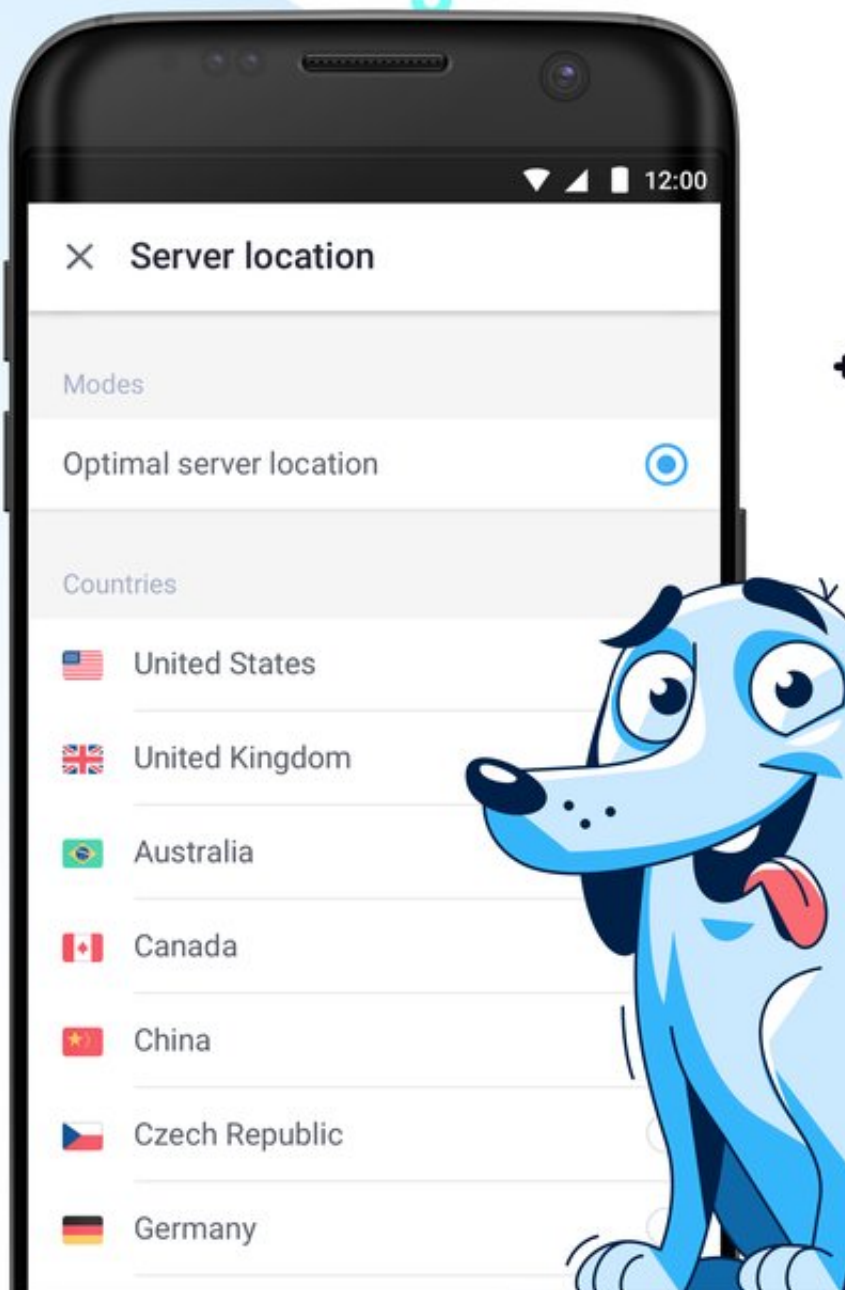 12:00
Server location
Modes
Optimal server location
Countries
United States
United Kingdom
Australia
Canada
China
Czech Republic
Germany